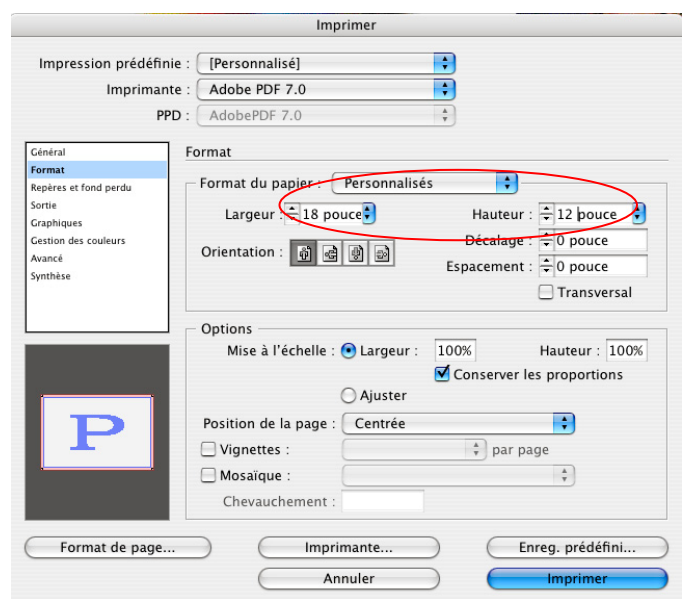 Imprimer
Impression prédéfinie : [Personnalisé]
Imprimante : Adobe PDF 7.0
PPD : AdobePDF 7.0
Général
Format
Repères et fond perdu
Sortie
Graphiques
Gestion des couleurs
Avancé
Synthèse
Format
Format du papier : Personnalisés
Largeur : 18 pouce Hauteur : 12 pouce
Orientation : Décalage : 0 pouce
Espacement : 0 pouce
Transversal
Options
Mise à l'échelle : Largeur : 100% Hauteur : 100%
Conserver les proportions
Ajuster
Position de la page : Centrée
Vignettes : par page
Mosaïque :
Chevauchement :
P
Format de page... Imprimante... Enreg. prédéfini...
Annuler Imprimer